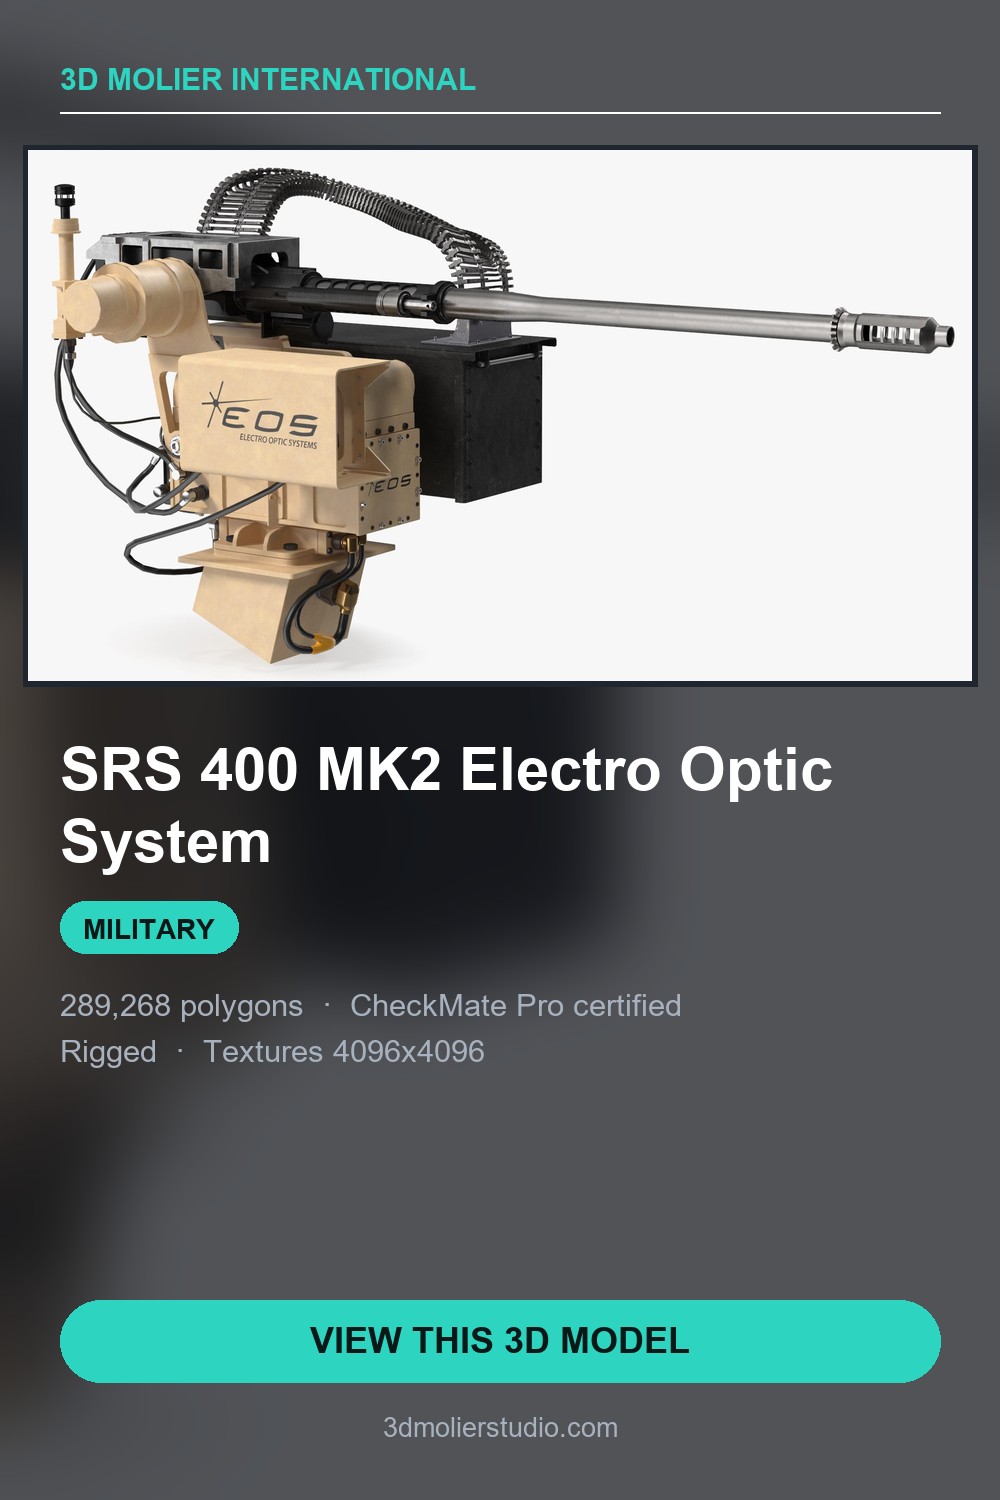 3D MOLIER INTERNATIONAL
EOS
ELECTRO OPTIC SYSTEMS
EOS
SRS 400 MK2 Electro Optic
System
MILITARY
289,268 polygons · CheckMate Pro certified
Rigged · Textures 4096x4096
VIEW THIS 3D MODEL
3dmolierstudio.com